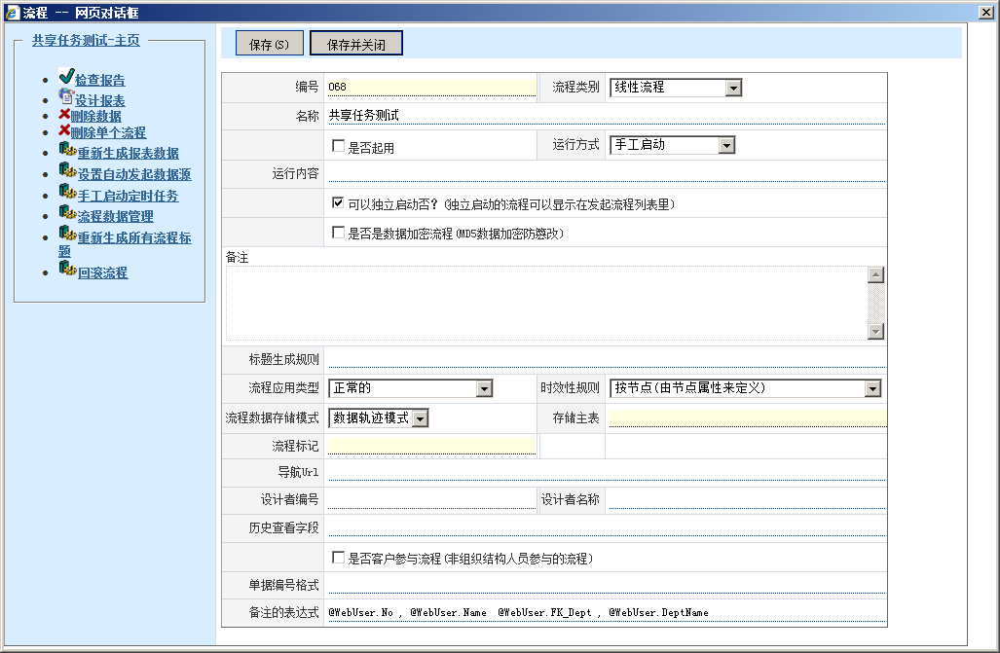 流程 -- 网页对话框
共享任务测试-主页
检查报告
设计报表
删除数据
删除单个流程
重新生成报表数据
设置自动发起数据源
手工启动定时任务
流程数据管理
重新生成所有流程标
题
回滚流程
保存(S) 保存并关闭
编号 068 流程类别 线性流程
名称 共享任务测试
是否起用 运行方式 手工启动
运行内容
可以独立启动否？(独立启动的流程可以显示在发起流程列表里)
是否是数据加密流程(MD5数据加密防篡改)
备注
标题生成规则
流程应用类型 正常的 时效性规则 按节点(由节点属性来定义)
流程数据存储模式 数据轨迹模式 存储主表
流程标记
导航Url
设计者编号 设计者名称
历史查看字段
是否客户参与流程(非组织结构人员参与的流程)
单据编号格式
备注的表达式 @WebUser.No , @WebUser.Name @WebUser.FK_Dept , @WebUser.DeptName